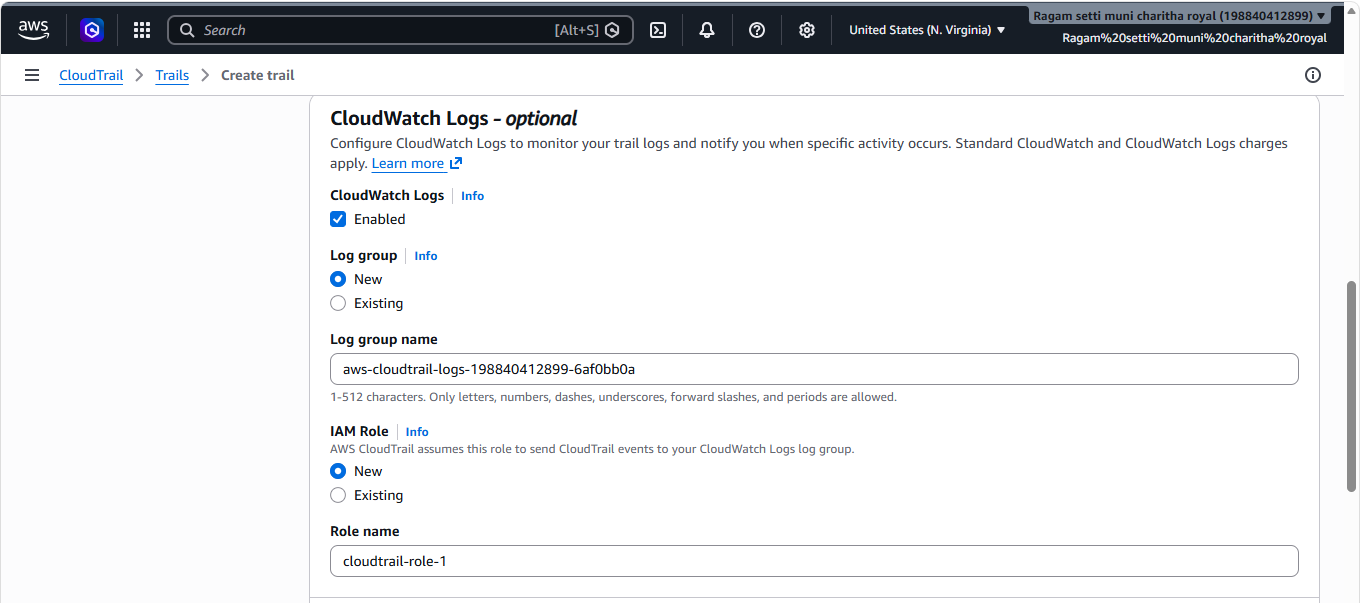 aws
Search
[Alt+S]
United States (N. Virginia)
Ragam setti muni charitha royal (198840412899)
Ragam%20setti%20muni%20charitha%20royal
CloudTrail
Trails
Create trail
CloudWatch Logs - optional
Configure CloudWatch Logs to monitor your trail logs and notify you when specific activity occurs. Standard CloudWatch and CloudWatch Logs charges
apply. Learn more
CloudWatch Logs Info
Enabled
Log group Info
New
Existing
Log group name
aws-cloudtrail-logs-198840412899-6af0bb0a
1-512 characters. Only letters, numbers, dashes, underscores, forward slashes, and periods are allowed.
IAM Role Info
AWS CloudTrail assumes this role to send CloudTrail events to your CloudWatch Logs log group.
New
Existing
Role name
cloudtrail-role-1